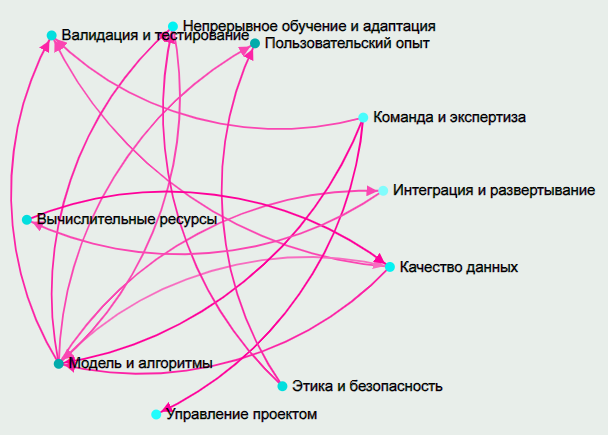 Непрерывное обучение и адаптация
Валидация и тестирование
Пользовательский опыт
Команда и экспертиза
Интеграция и развертывание
Вычислительные ресурсы
Качество данных
Модель и алгоритмы
Этика и безопасность
Управление проектом